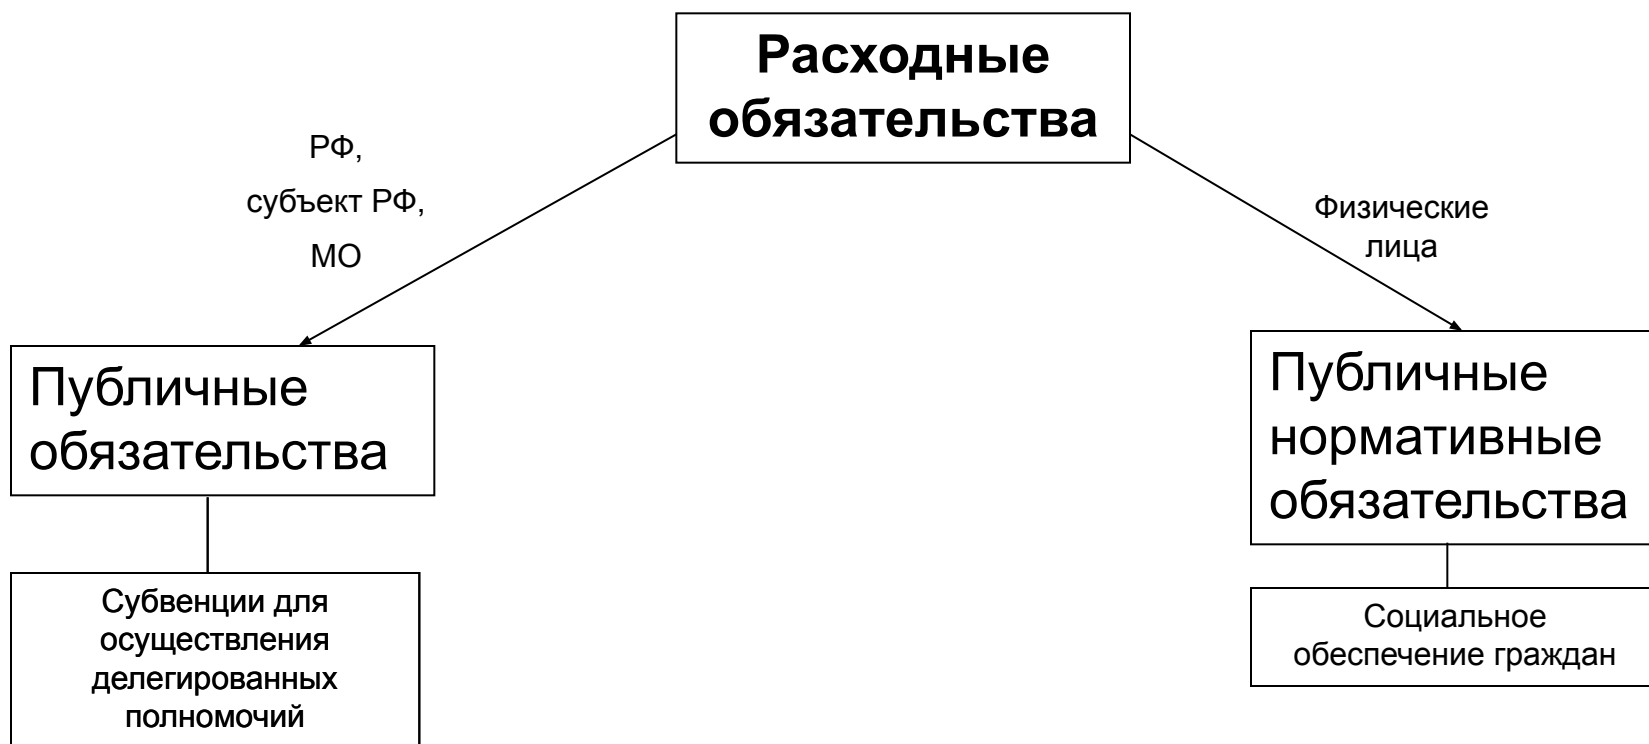 Расходные
обязательства
РФ,
субъект РФ,
МО
Физические
лица
Публичные
обязательства
Публичные
нормативные
обязательства
Субвенции для
осуществления
делегированных
полномочий
Социальное
обеспечение граждан